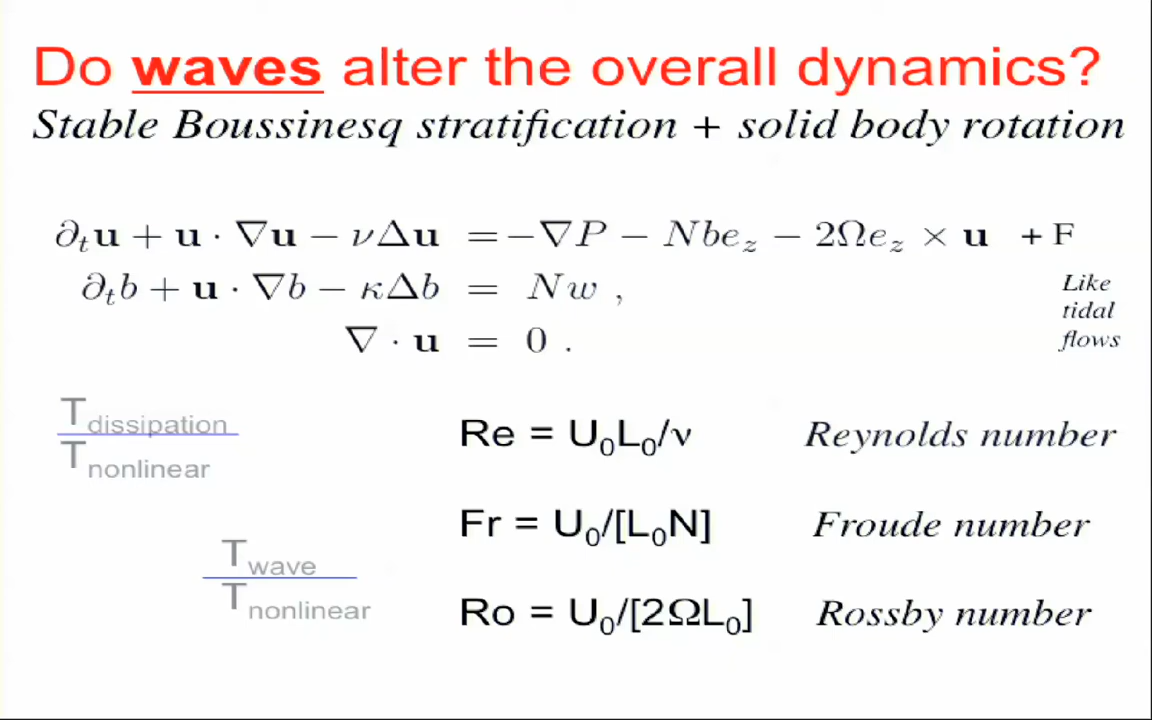 Do waves alter the overall dynamics?
Stable Boussinesq stratification + solid body rotation
∂ₜu + u · ∇u − νΔu = −∇P − Nbe_z − 2Ωe_z × u + F
∂ₜb + u · ∇b − κΔb = Nw ,
∇ · u = 0 .
Like
tidal
flows
T_dissipation
T_nonlinear
Re = U₀L₀/ν Reynolds number
Fr = U₀/[L₀N] Froude number
T_wave
T_nonlinear
Ro = U₀/[2ΩL₀] Rossby number